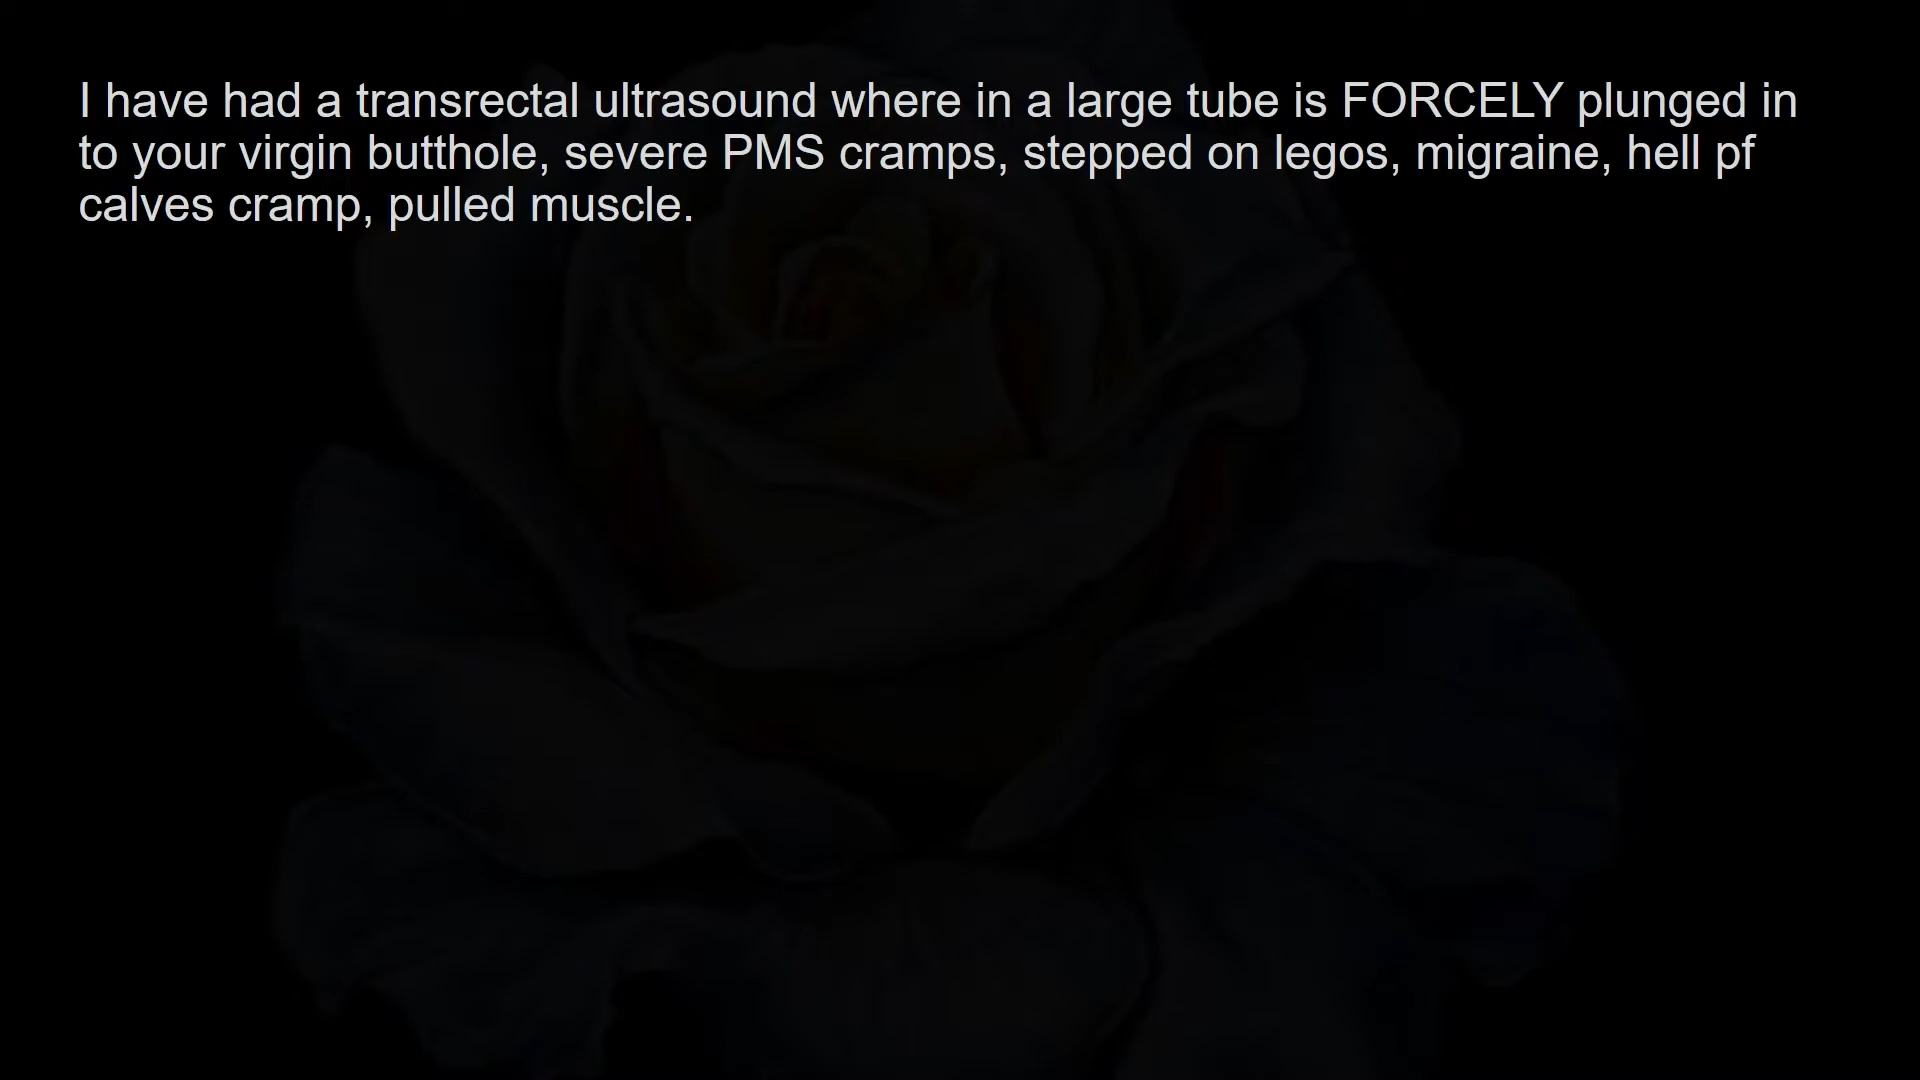 I have had a transrectal ultrasound where in a large tube is FORCELY plunged in
to your virgin butthole, severe PMS cramps, stepped on legos, migraine, hell pf
calves cramp, pulled muscle.